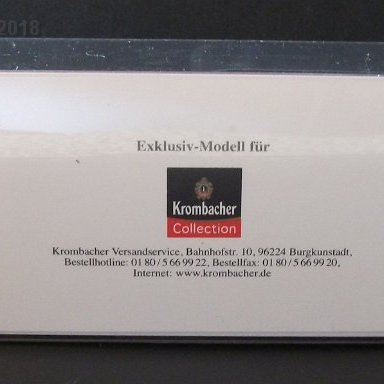 2018
Exklusiv-Modell für
Krombacher
Collection
Krombacher Versandservice, Bahnhofstr. 10, 96224 Burgkunstadt,
Bestellhotline: 01 80 / 5 66 99 22, Bestellfax: 01 80 / 5 66 99 20,
Internet: www.krombacher.de